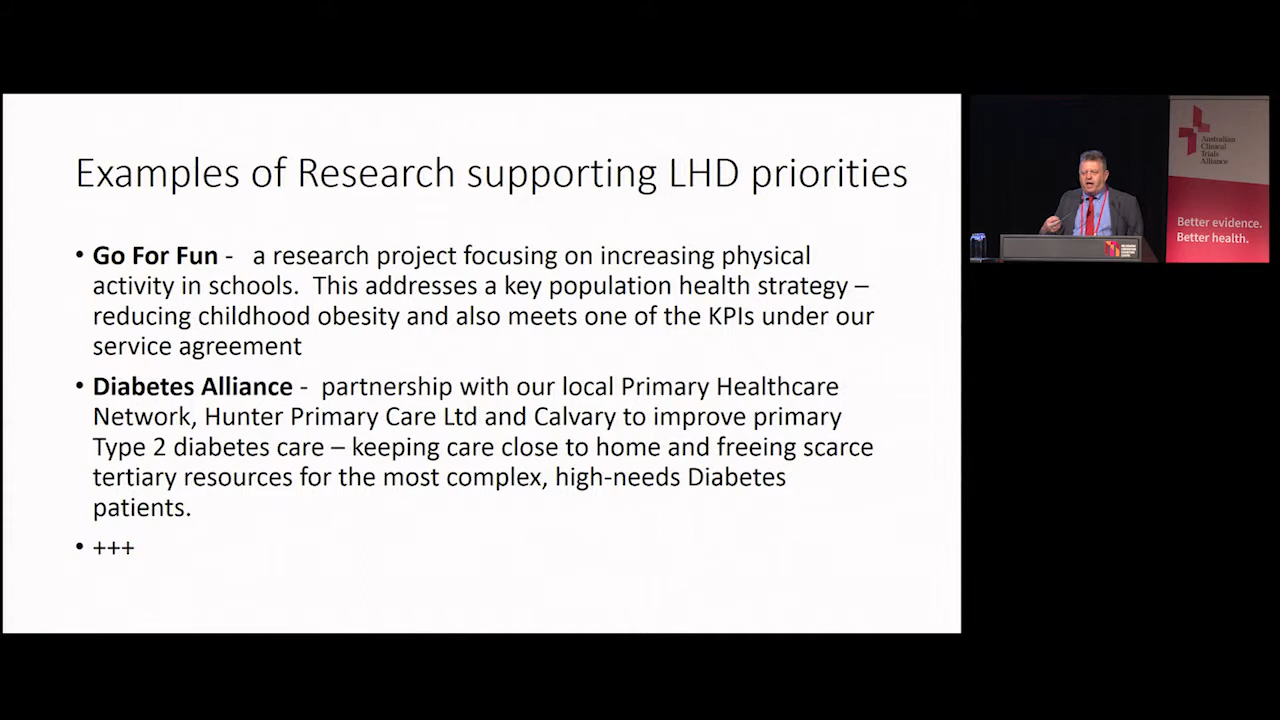 Examples of Research supporting LHD priorities
• Go For Fun -   a research project focusing on increasing physical
activity in schools.  This addresses a key population health strategy –
reducing childhood obesity and also meets one of the KPIs under our
service agreement
• Diabetes Alliance -  partnership with our local Primary Healthcare
Network, Hunter Primary Care Ltd and Calvary to improve primary
Type 2 diabetes care – keeping care close to home and freeing scarce
tertiary resources for the most complex, high-needs Diabetes
patients.
• +++
Australian
Clinical
Trials
Alliance
Better evidence.
Better health.